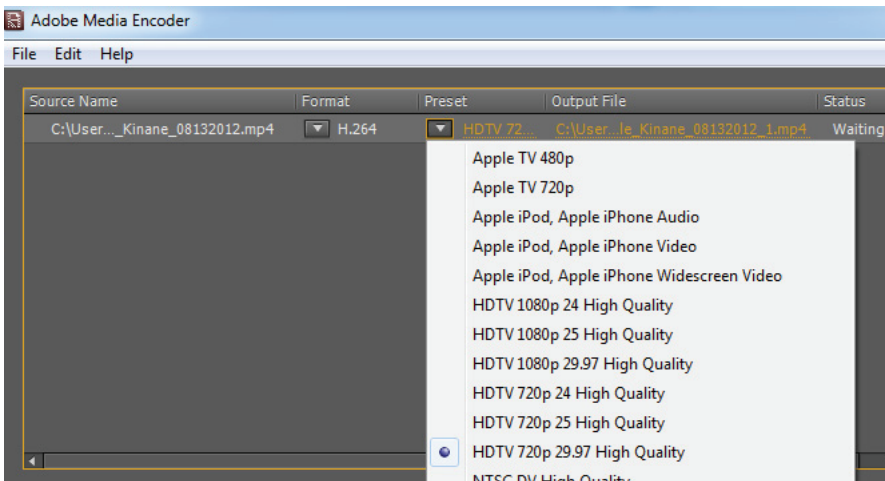 Adobe Media Encoder
File Edit Help
Source Name Format Preset Output File Status
C:\User..._Kinane_08132012.mp4 H.264 HDTV 72... C:\User...le_Kinane_08132012_1.mp4 Waiting
Apple TV 480p
Apple TV 720p
Apple iPod, Apple iPhone Audio
Apple iPod, Apple iPhone Video
Apple iPod, Apple iPhone Widescreen Video
HDTV 1080p 24 High Quality
HDTV 1080p 25 High Quality
HDTV 1080p 29.97 High Quality
HDTV 720p 24 High Quality
HDTV 720p 25 High Quality
HDTV 720p 29.97 High Quality
NTSC DV High Quality